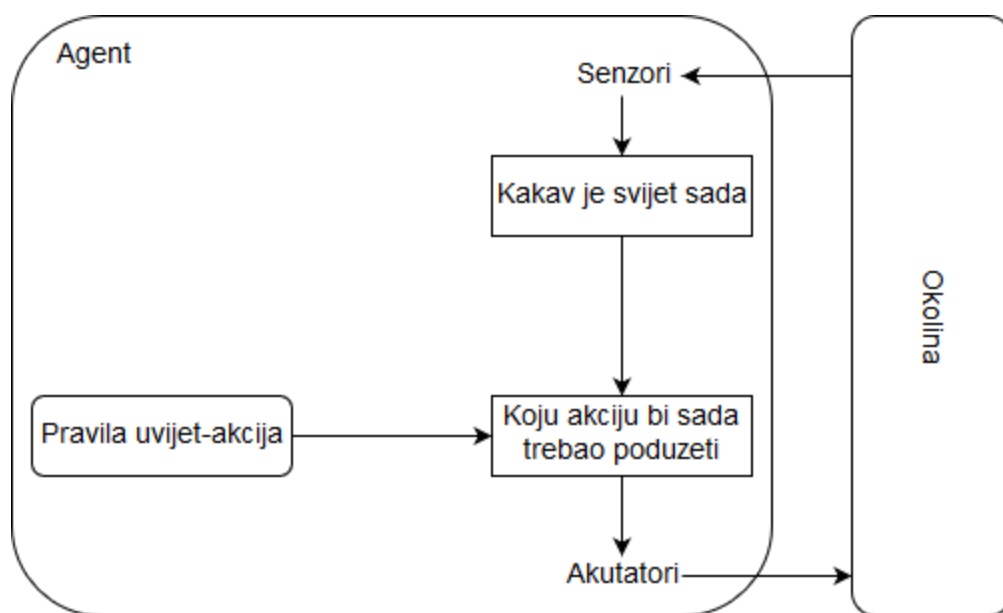 Agent
Senzori
Kakav je svijet sada
Okolina
Pravila uvijet-akcija
Koju akciju bi sada
trebao poduzeti
Akutatori